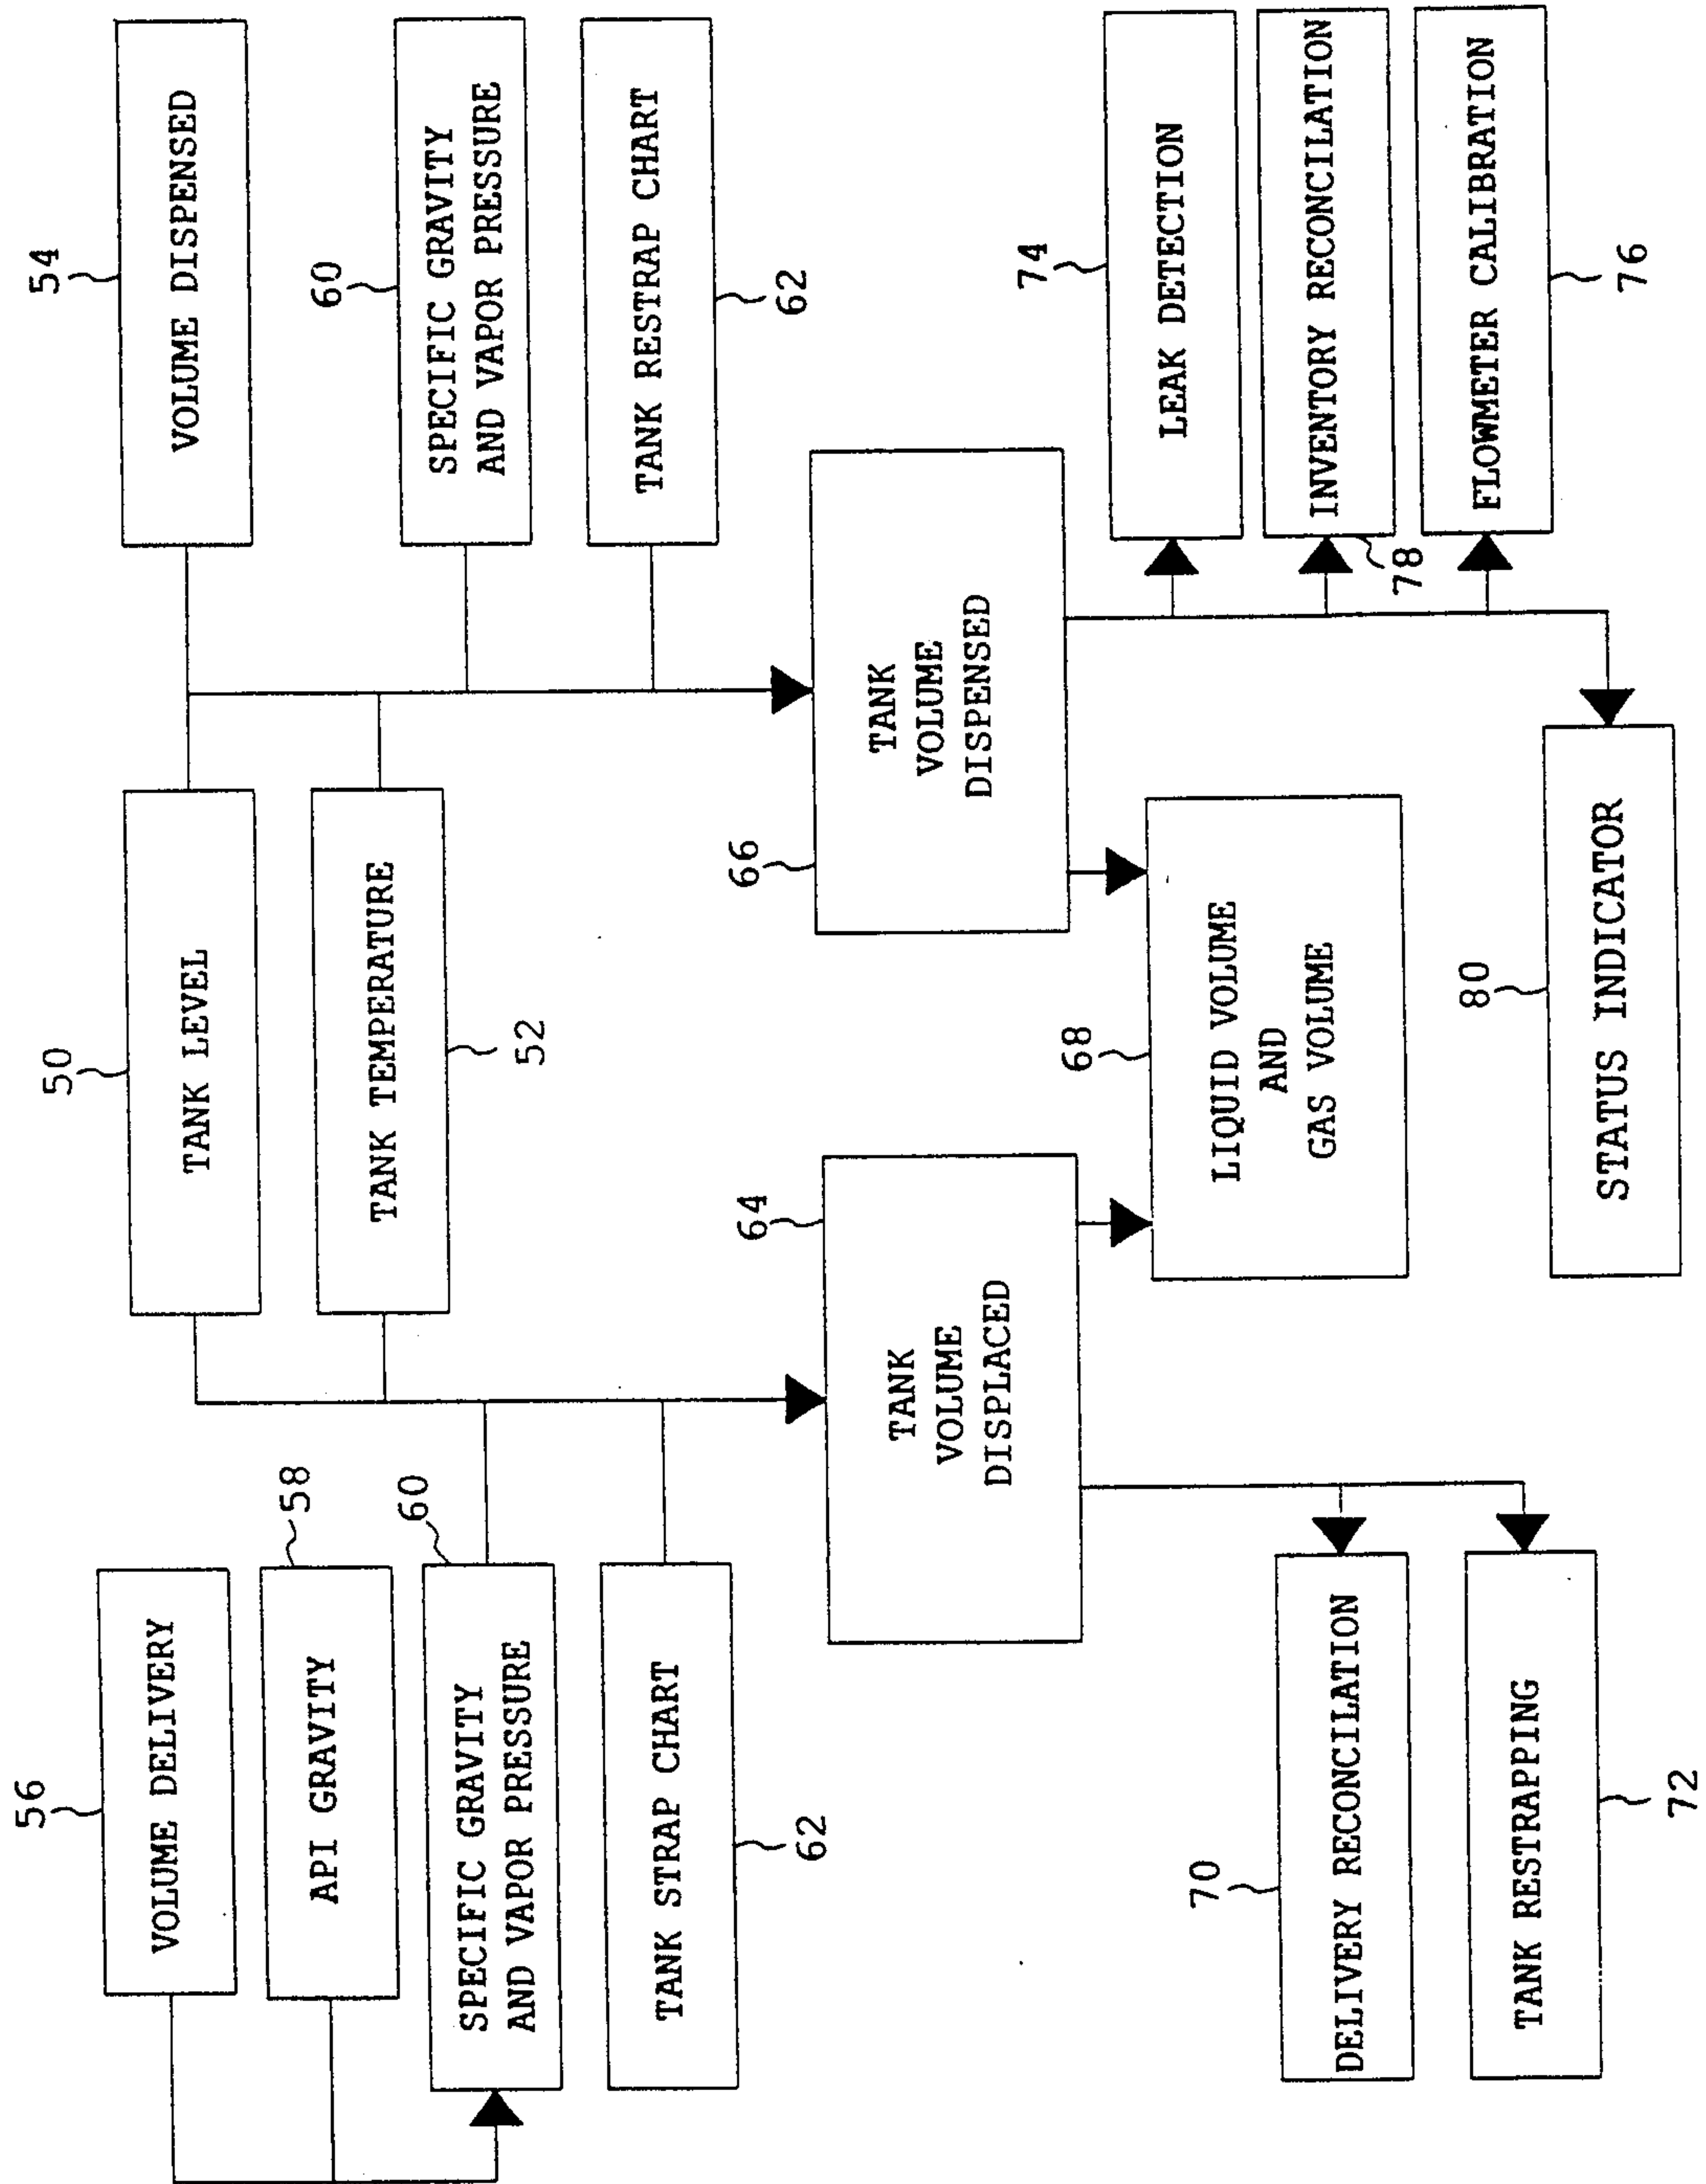 56
VOLUME DELIVERY
58
API GRAVITY
60
SPECIFIC GRAVITY
AND VAPOR PRESSURE
TANK STRAP CHART
62
50
TANK LEVEL
TANK TEMPERATURE
52
54
VOLUME DISPENSED
60
SPECIFIC GRAVITY
AND VAPOR PRESSURE
TANK RESTRAP CHART
62
64
TANK
VOLUME
DISPLACED
66
TANK
VOLUME
DISPENSED
68
LIQUID VOLUME
AND
GAS VOLUME
70
DELIVERY RECONCILATION
TANK RESTRAPPING
72
74
LEAK DETECTION
INVENTORY RECONCILATION
78
FLOWMETER CALIBRATION
76
80
STATUS INDICATOR